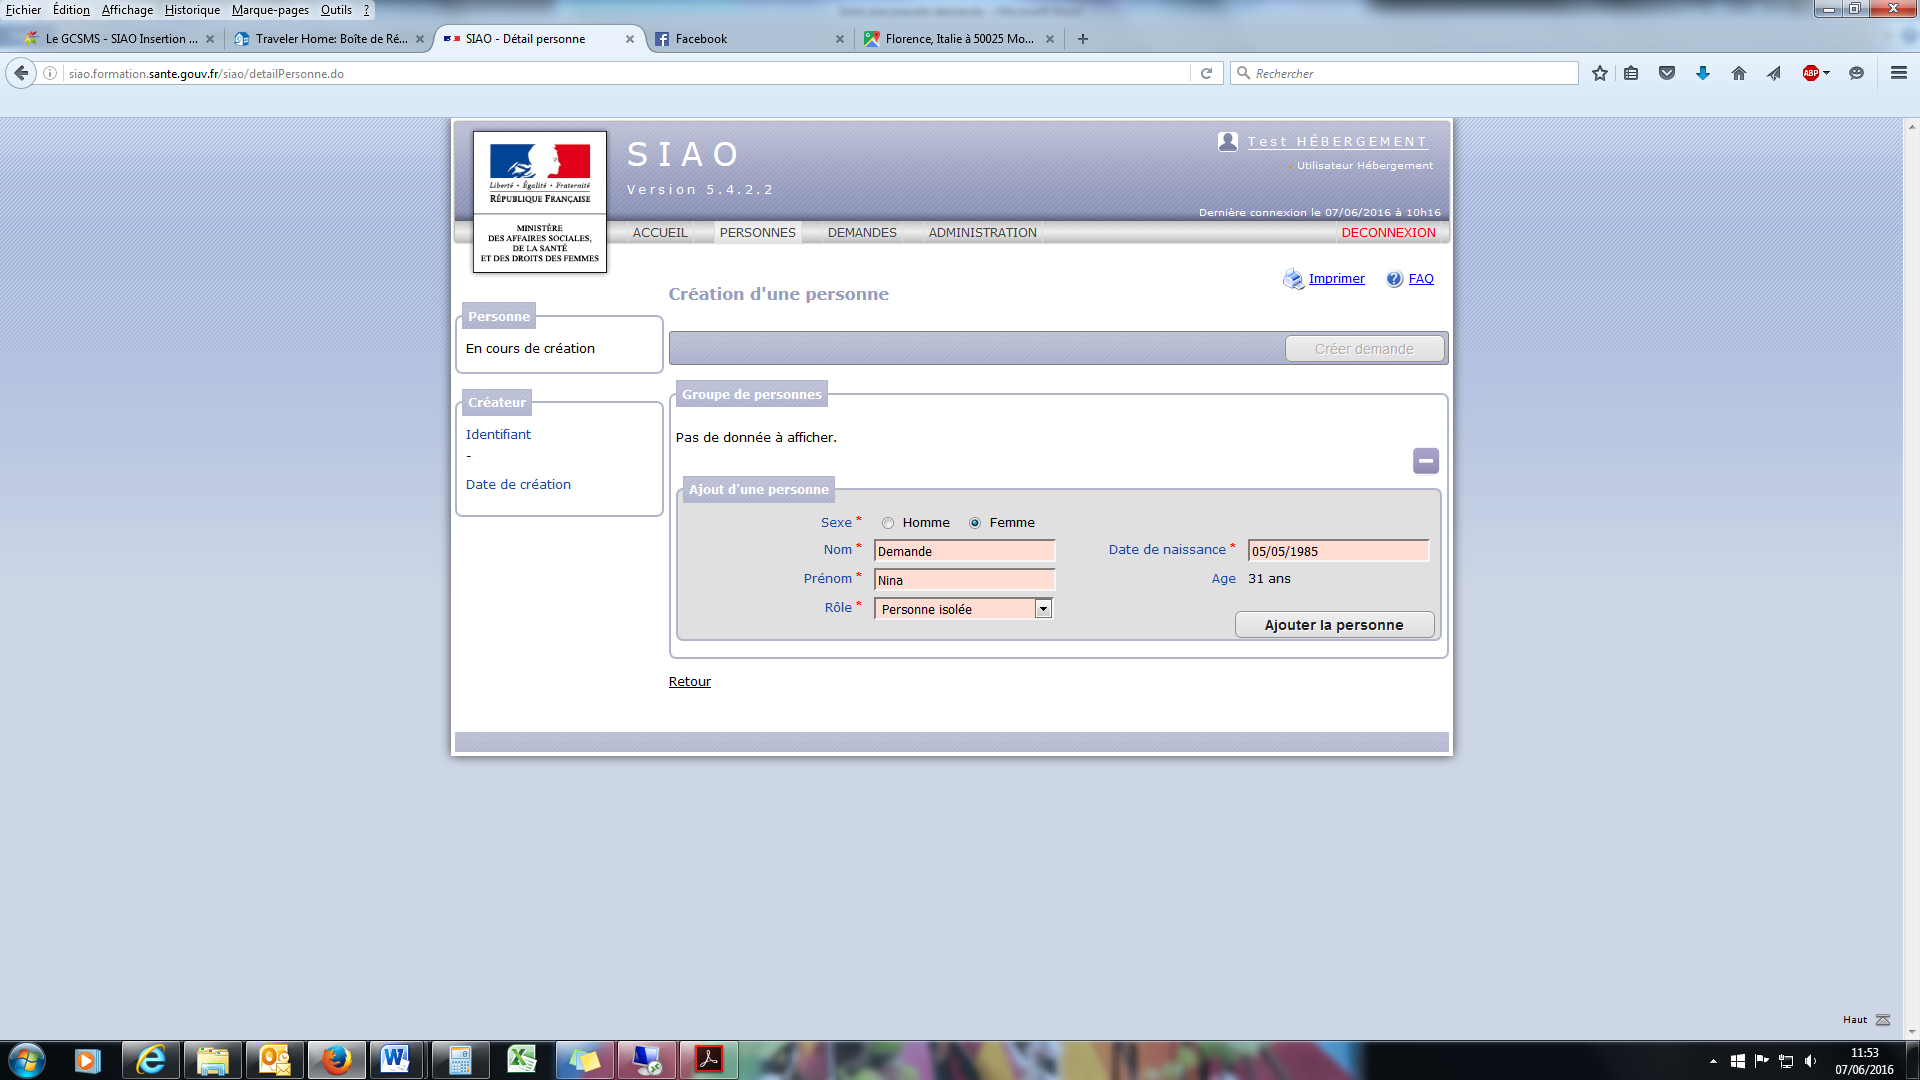 Fichier Édition Affichage Historique Marque-pages Outils ?
Le GCSMS - SIAO Insertion ...
Traveler Home: Boîte de Ré...
SIAO - Détail personne
Facebook
Florence, Italie à 50025 Mo...
siao.formation.sante.gouv.fr/siao/detailPersonne.do
Rechercher
ABP
Liberté • Égalité • Fraternité
RÉPUBLIQUE FRANÇAISE
MINISTÈRE
DES AFFAIRES SOCIALES,
DE LA SANTÉ
ET DES DROITS DES FEMMES
SIAO
Version 5.4.2.2
Test HÉBERGEMENT
Utilisateur Hébergement
Dernière connexion le 07/06/2016 à 10h16
ACCUEIL PERSONNES DEMANDES ADMINISTRATION DECONNEXION
Imprimer
FAQ
Création d'une personne
Personne
En cours de création
Créer demande
Créateur
Identifiant
-
Date de création
Groupe de personnes
Pas de donnée à afficher.
Ajout d'une personne
Sexe * Homme Femme
Nom * Demande
Date de naissance * 05/05/1985
Prénom * Nina
Age 31 ans
Rôle * Personne isolée
Ajouter la personne
Retour
Haut
11:53
07/06/2016